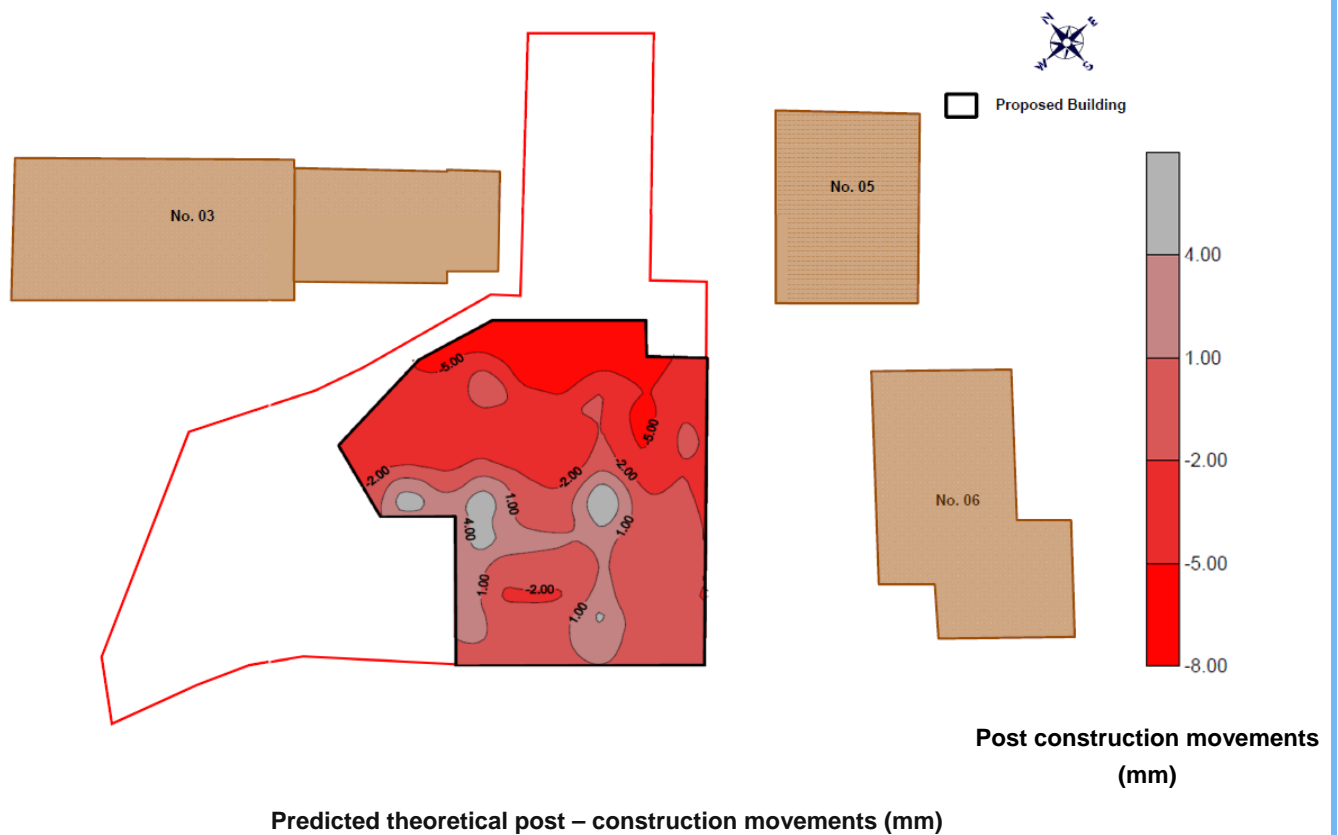 N E
W S
Proposed Building
No. 03
No. 05
No. 06
4.00
1.00
-2.00
-5.00
-8.00
-5.00
-5.00
-2.00
-2.00
-2.00
1.00
4.00
1.00
1.00
-2.00
1.00
Post construction movements
(mm)
Predicted theoretical post – construction movements (mm)